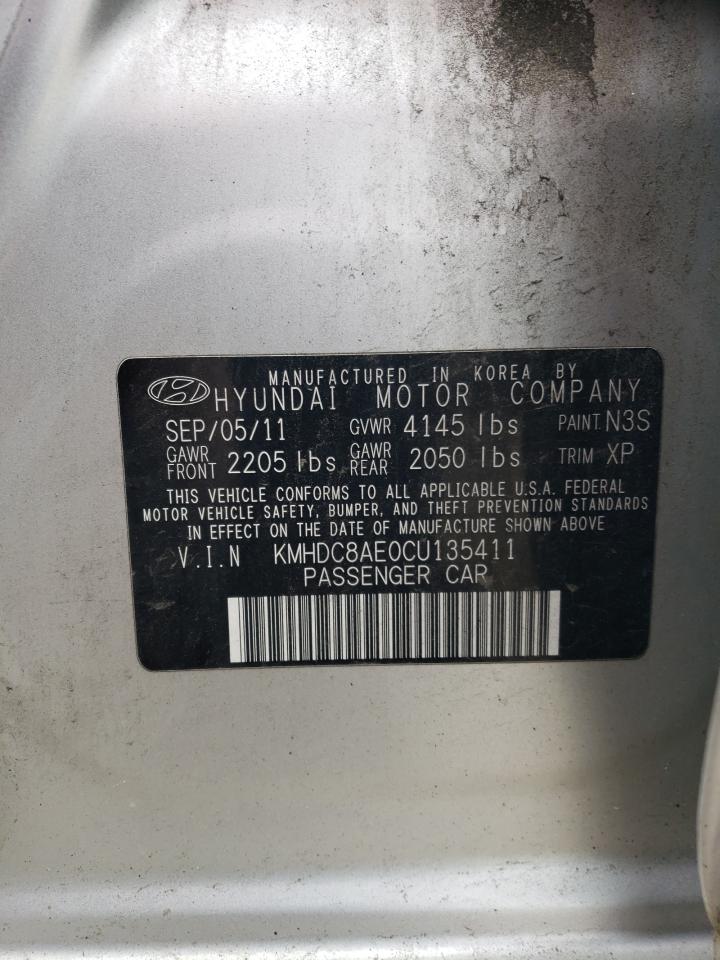 MANUFACTURED IN KOREA BY
HYUNDAI MOTOR COMPANY
SEP/05/11 GVWR 4145 lbs PAINT N3S
GAWR FRONT 2205 lbs GAWR REAR 2050 lbs TRIM XP
THIS VEHICLE CONFORMS TO ALL APPLICABLE U.S.A. FEDERAL
MOTOR VEHICLE SAFETY, BUMPER, AND THEFT PREVENTION STANDARDS
IN EFFECT ON THE DATE OF MANUFACTURE SHOWN ABOVE
V.I.N KMHDC8AE0CU135411
PASSENGER CAR